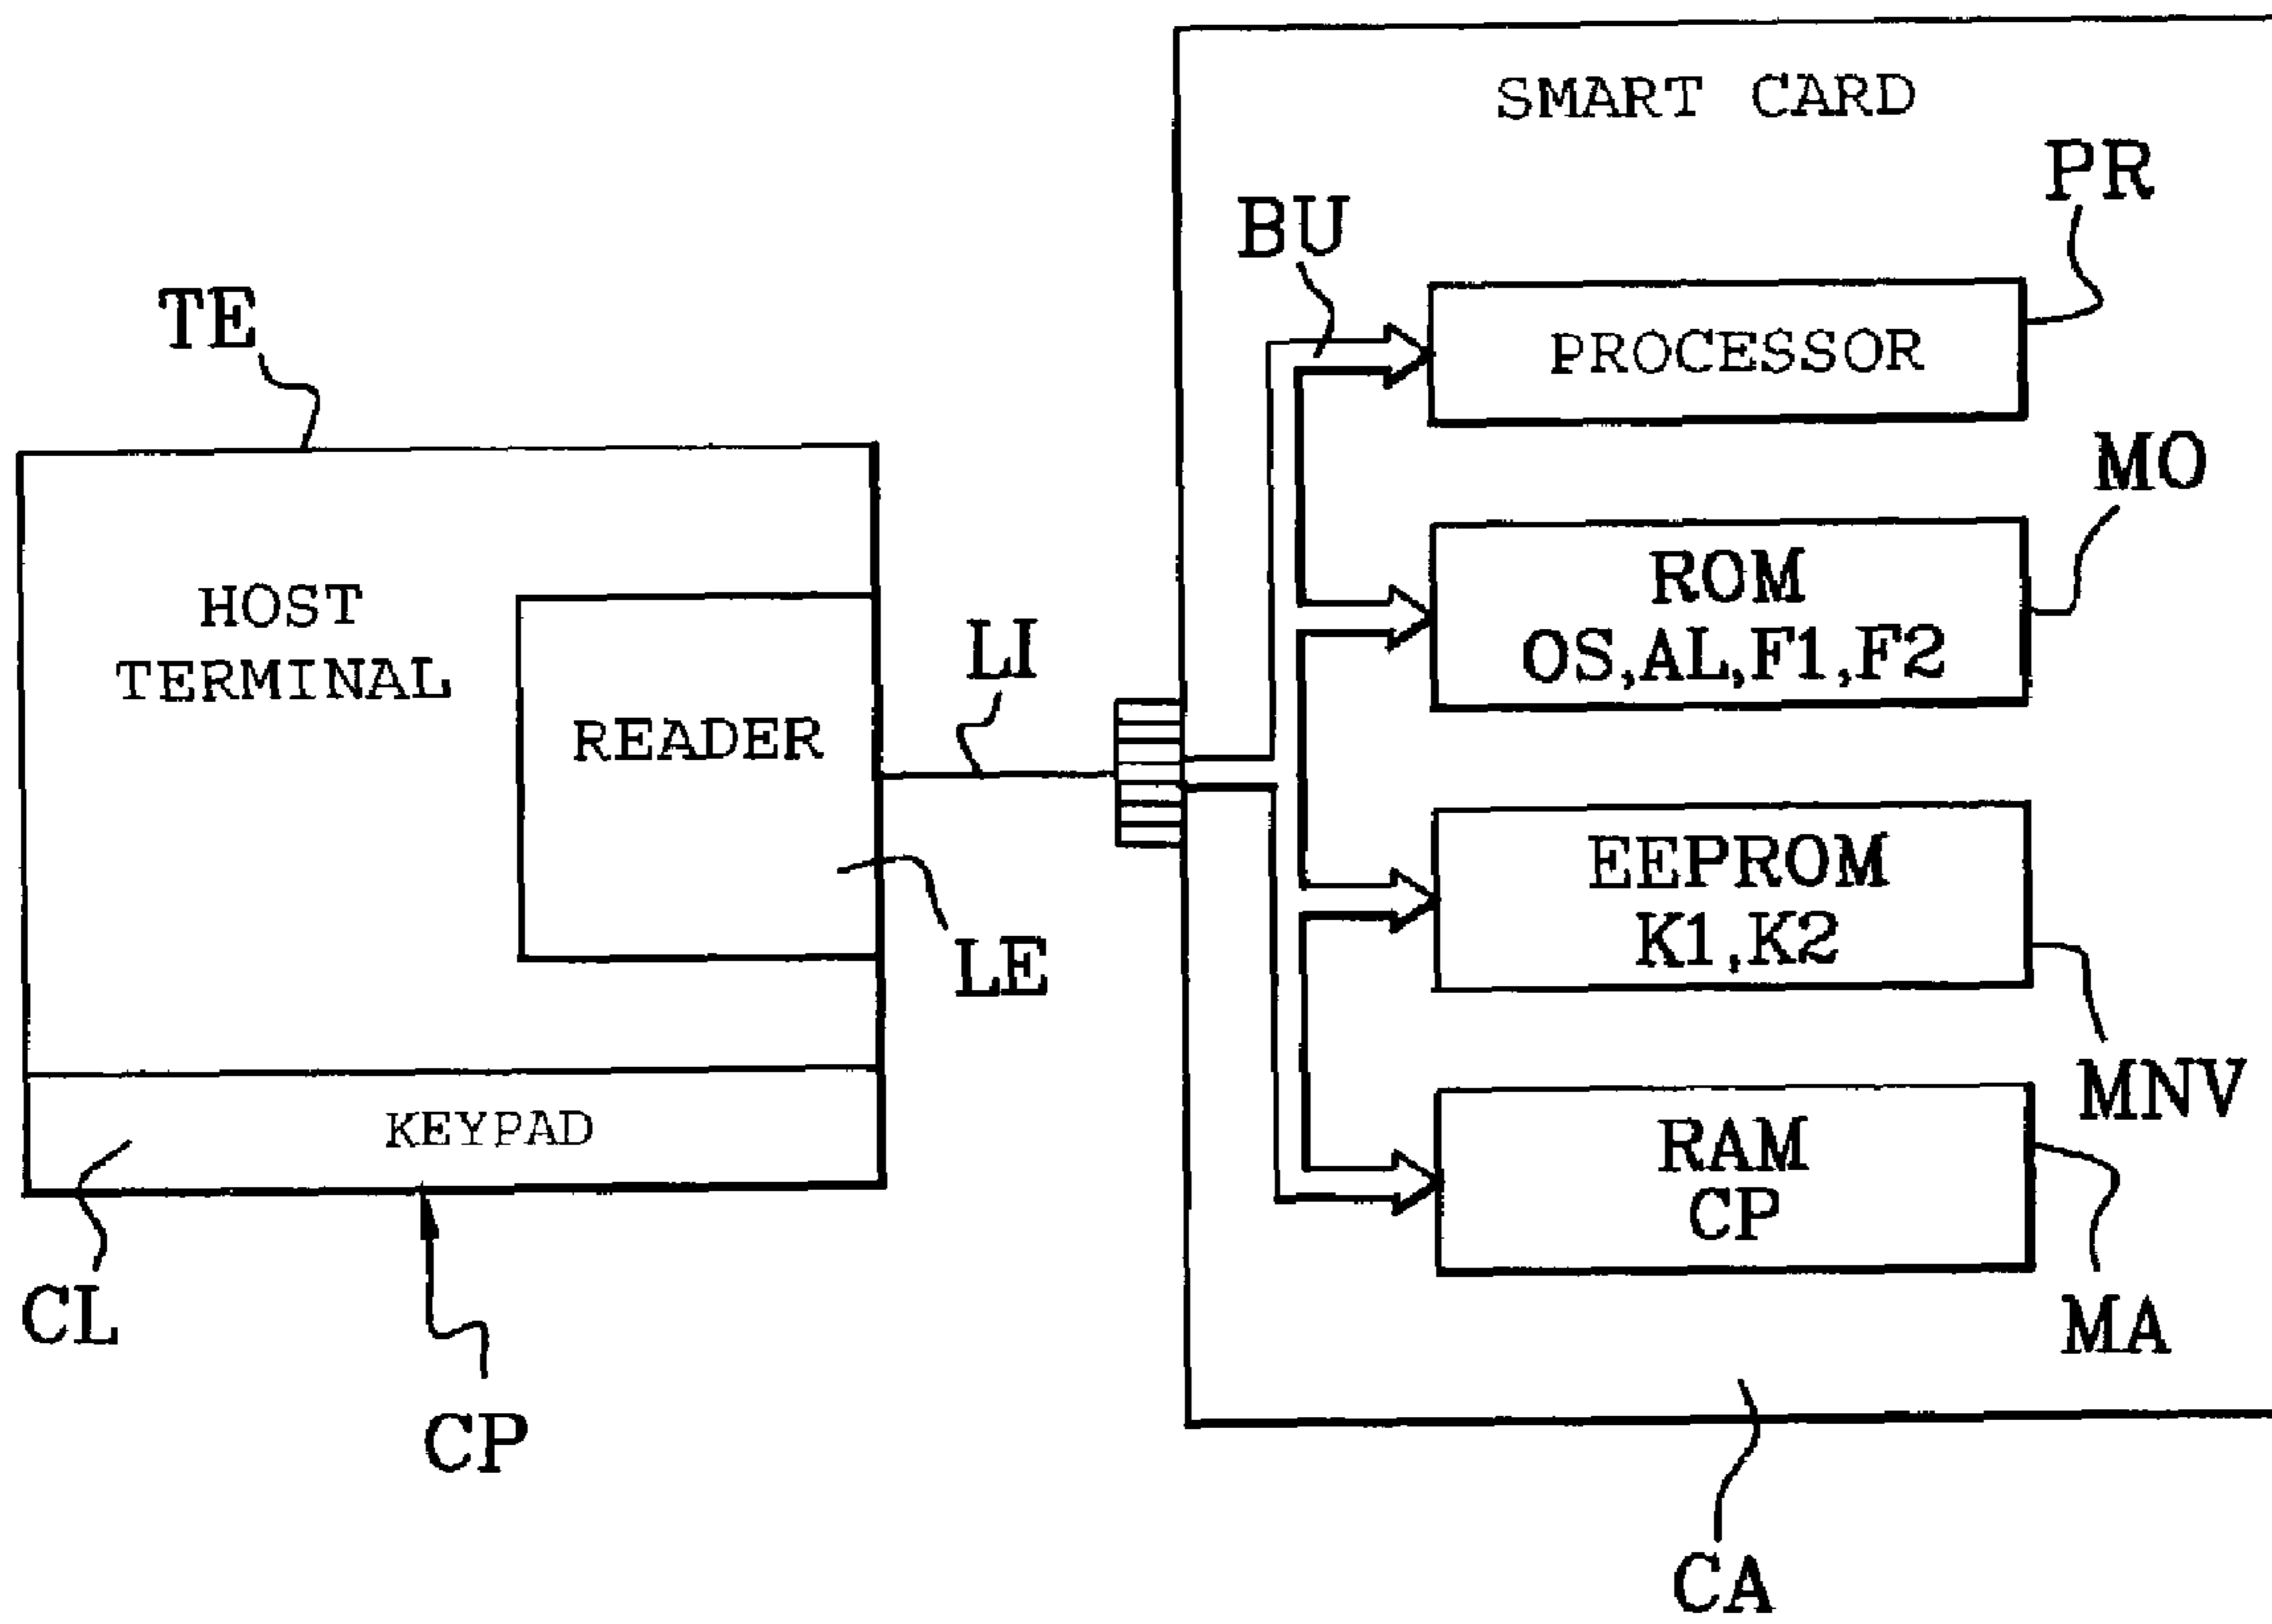 SMART CARD
PR
BU
TE
PROCESSOR
MO
HOST
TERMINAL
READER
LI
ROM
OS,AL,F1,F2
LE
EEPROM
K1,K2
MNV
KEYPAD
RAM
CP
CL
CP
MA
CA